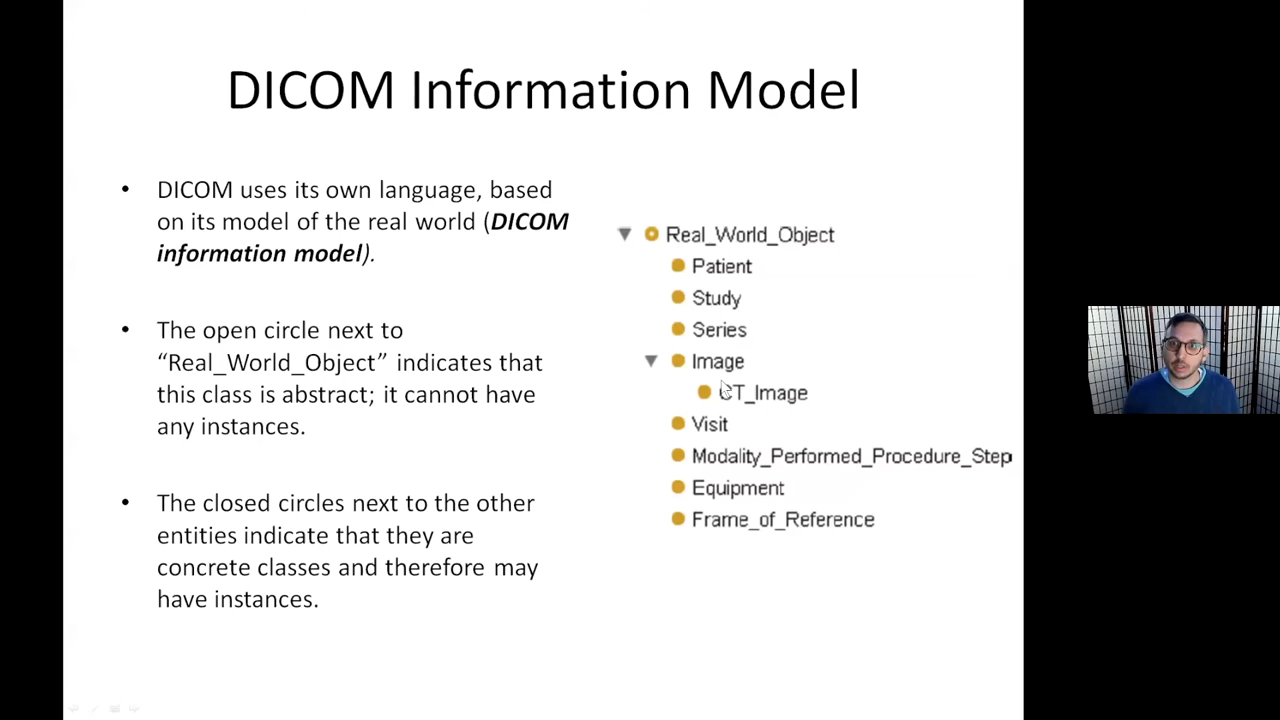 DICOM Information Model
• DICOM uses its own language, based
on its model of the real world (DICOM
information model).
• The open circle next to
“Real_World_Object” indicates that
this class is abstract; it cannot have
any instances.
• The closed circles next to the other
entities indicate that they are
concrete classes and therefore may
have instances.
Real_World_Object
Patient
Study
Series
Image
CT_Image
Visit
Modality_Performed_Procedure_Step
Equipment
Frame_of_Reference